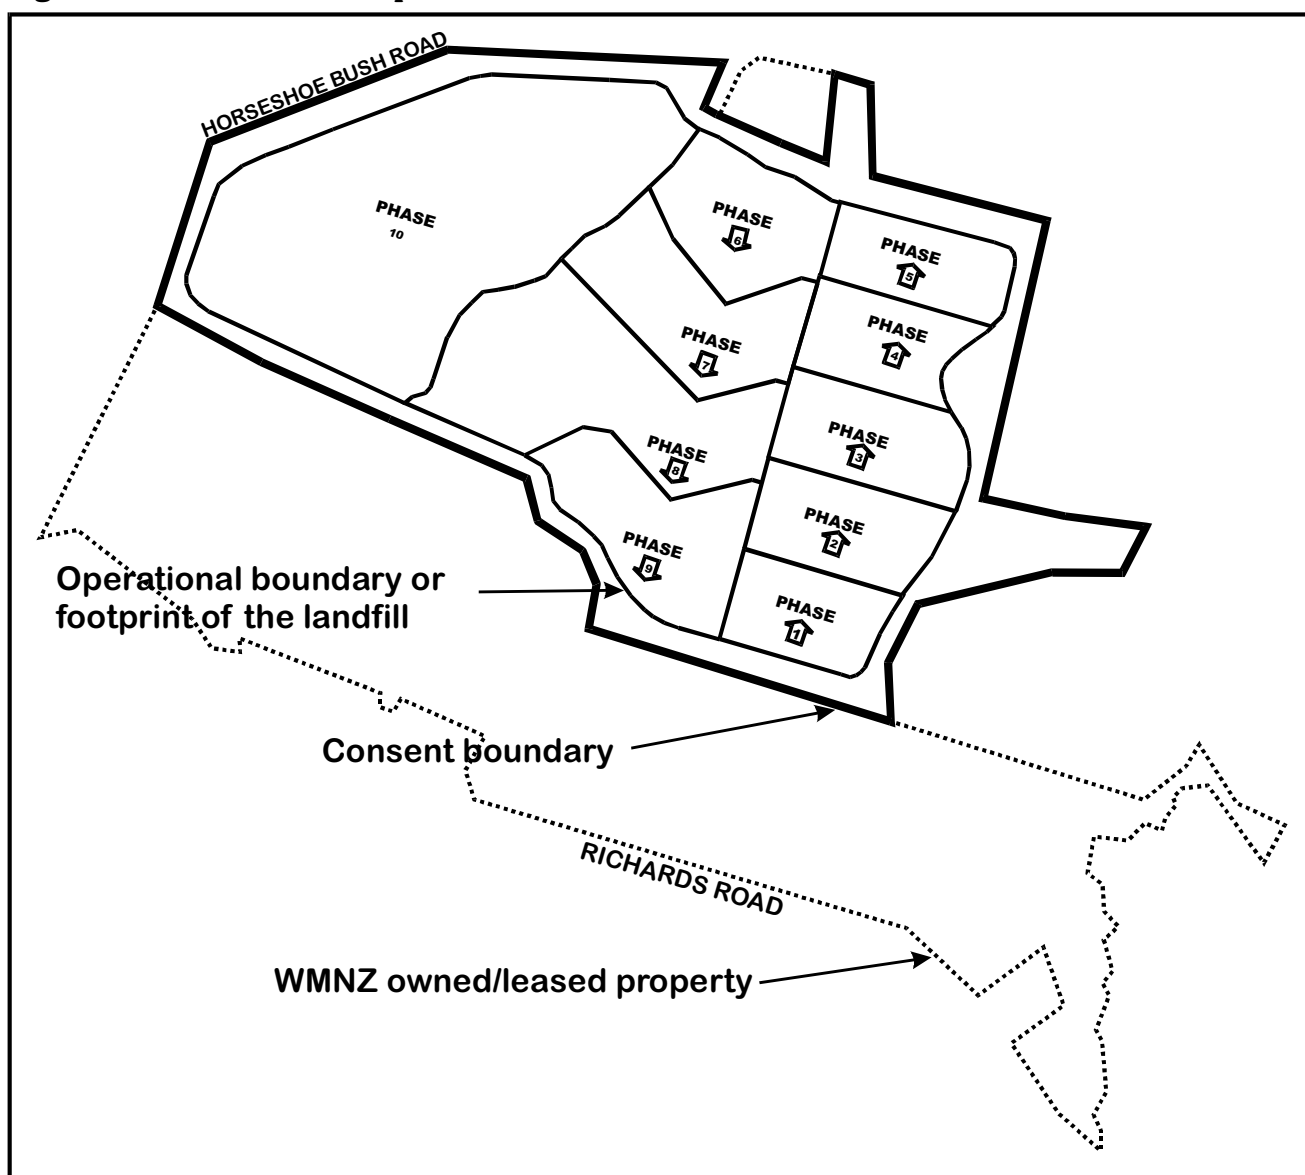 HORSESHOE BUSH ROAD
PHASE
10
PHASE
6
PHASE
5
PHASE
7
PHASE
4
PHASE
8
PHASE
3
PHASE
9
PHASE
2
PHASE
1
Operational boundary or
footprint of the landfill
Consent boundary
RICHARDS ROAD
WMNZ owned/leased property